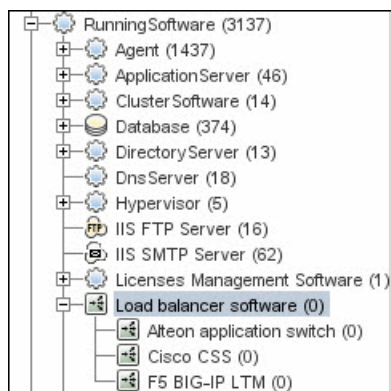 RunningSoftware (3137)
Agent (1437)
ApplicationServer (46)
ClusterSoftware (14)
Database (374)
DirectoryServer (13)
DnsServer (18)
Hypervisor (5)
FTP IIS FTP Server (16)
IIS SMTP Server (62)
Licenses Management Software (1)
Load balancer software (0)
Alteon application switch (0)
Cisco CSS (0)
F5 BIG-IP LTM (0)